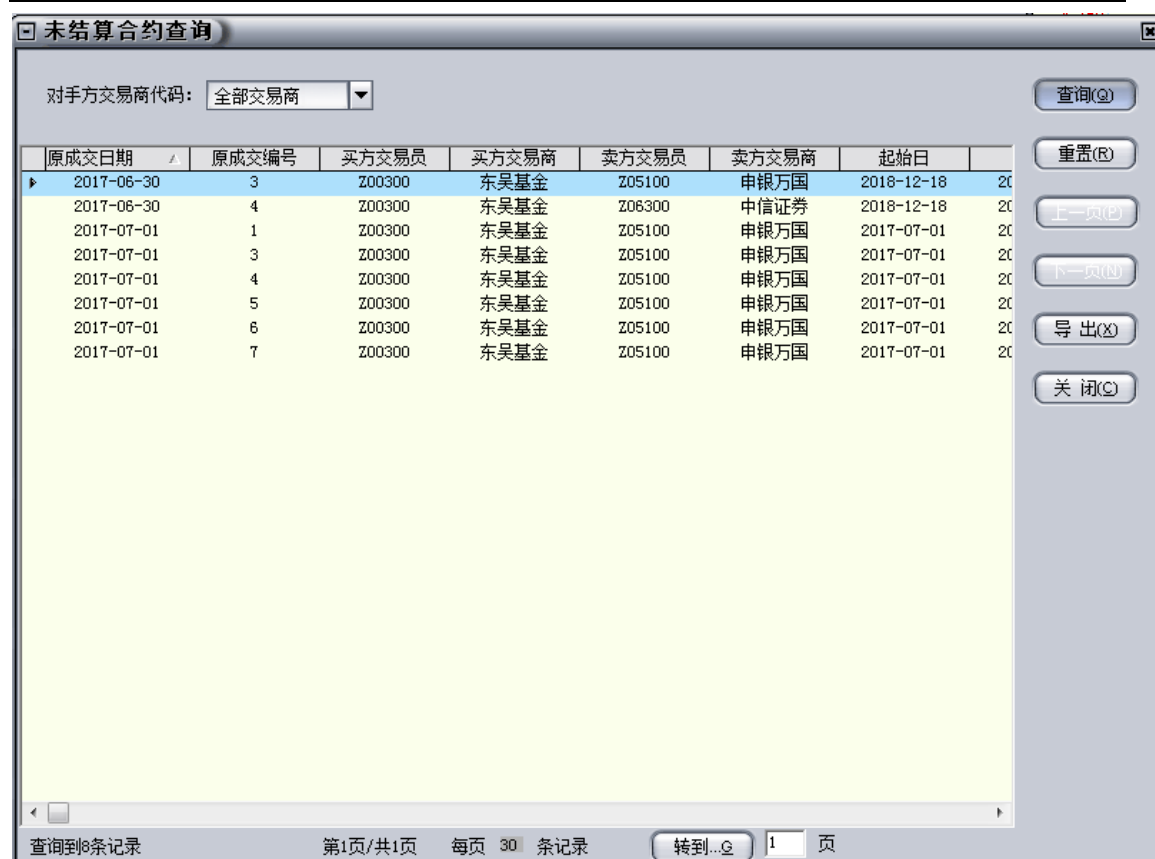 未结算合约查询
对手方交易商代码: 全部交易商 查询(Q)
原成交日期 原成交编号 买方交易员 买方交易商 卖方交易员 卖方交易商 起始日 重置(R)
2017-06-30 3 Z00300 东吴基金 Z05100 申银万国 2018-12-18 20
2017-06-30 4 Z00300 东吴基金 Z06300 中信证券 2018-12-18 20 上一页(P)
2017-07-01 1 Z00300 东吴基金 Z05100 申银万国 2017-07-01 20
2017-07-01 3 Z00300 东吴基金 Z05100 申银万国 2017-07-01 20
2017-07-01 4 Z00300 东吴基金 Z05100 申银万国 2017-07-01 20 下一页(N)
2017-07-01 5 Z00300 东吴基金 Z05100 申银万国 2017-07-01 20
2017-07-01 6 Z00300 东吴基金 Z05100 申银万国 2017-07-01 20 导 出(X)
2017-07-01 7 Z00300 东吴基金 Z05100 申银万国 2017-07-01 20
关 闭(C)
查询到8条记录 第1页/共1页 每页 30 条记录 转到...G 1 页